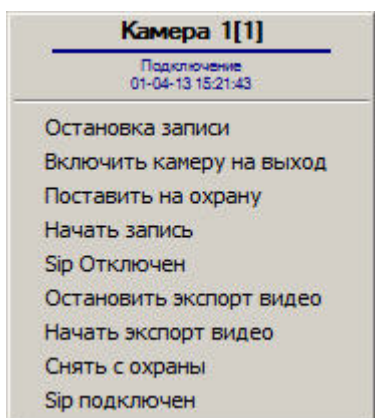 Камера 1[1]
Подключение
01-04-13 15:21:43
Остановка записи
Включить камеру на выход
Поставить на охрану
Начать запись
Sip Отключен
Остановить экспорт видео
Начать экспорт видео
Снять с охраны
Sip подключен